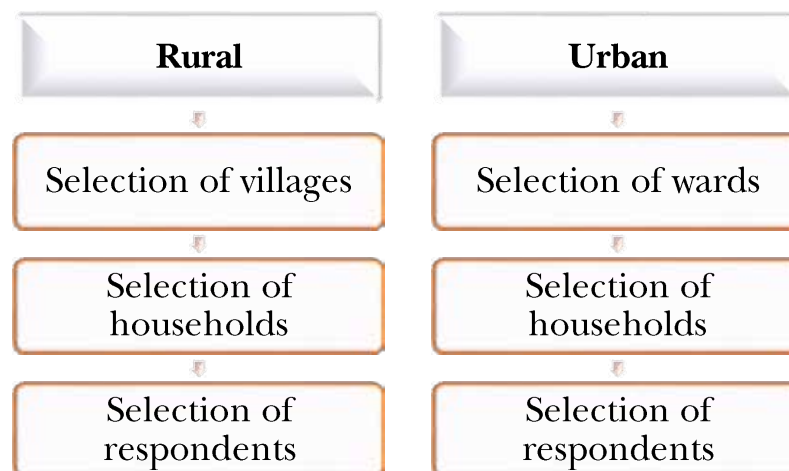 Rural
Selection of villages
Selection of
households
Selection of
respondents
Urban
Selection of wards
Selection of
households
Selection of
respondents